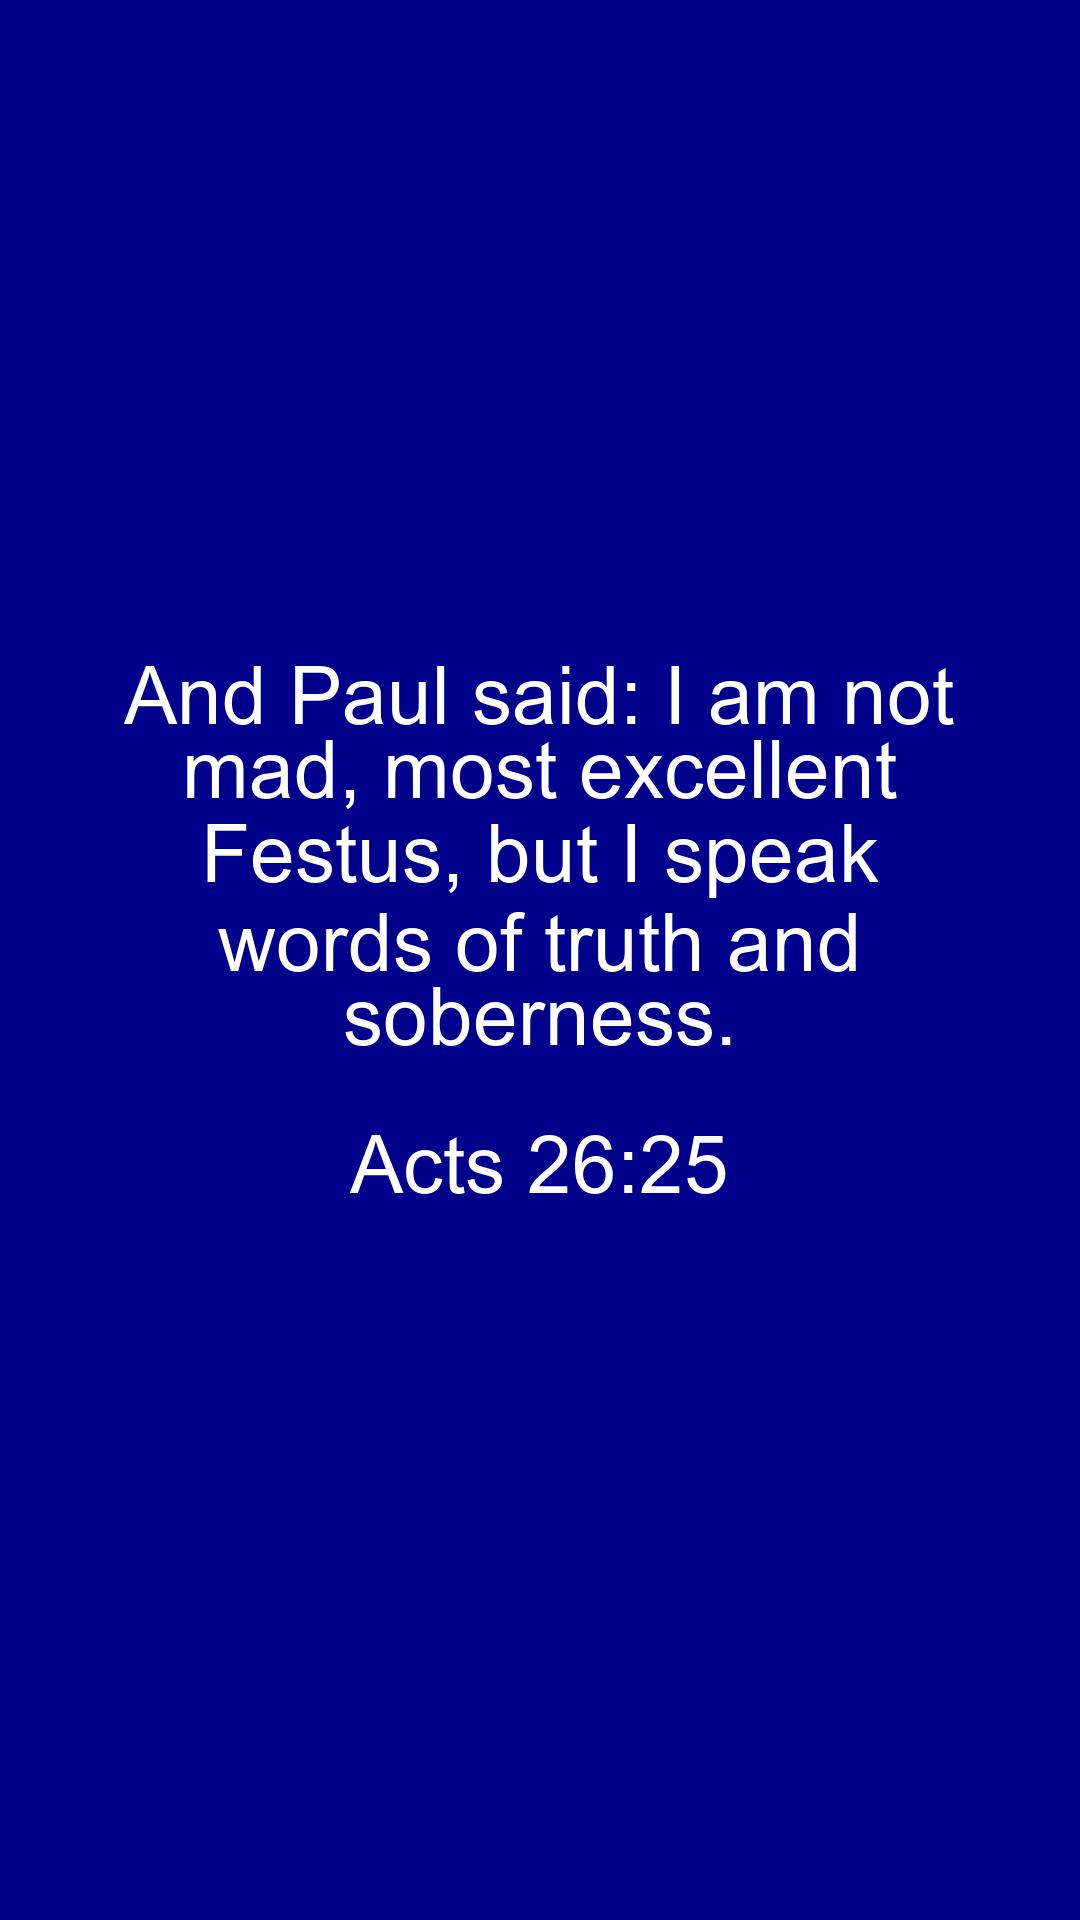 And Paul said: I am not
mad, most excellent
Festus, but I speak
words of truth and
soberness.
Acts 26:25